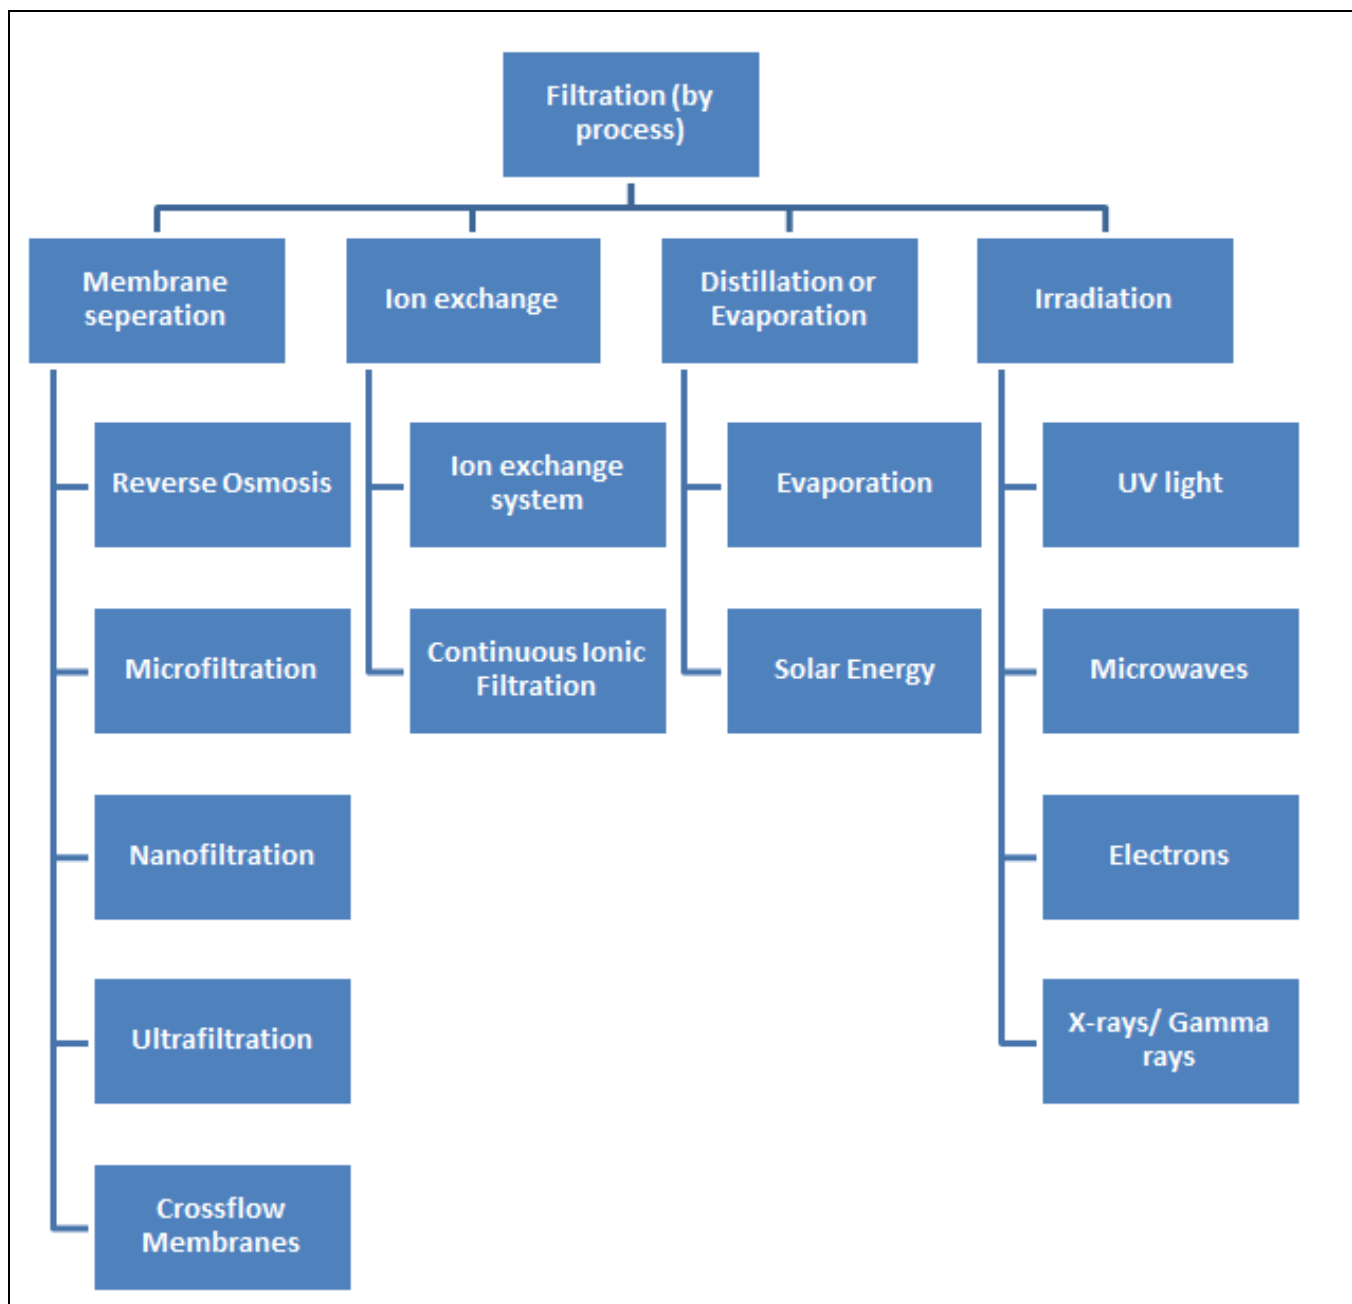 Filtration (by
process)
Membrane
seperation
Ion exchange
Distillation or
Evaporation
Irradiation
Reverse Osmosis
Ion exchange
system
Evaporation
UV light
Microfiltration
Continuous Ionic
Filtration
Solar Energy
Microwaves
Nanofiltration
Electrons
Ultrafiltration
X-rays/ Gamma
rays
Crossflow
Membranes